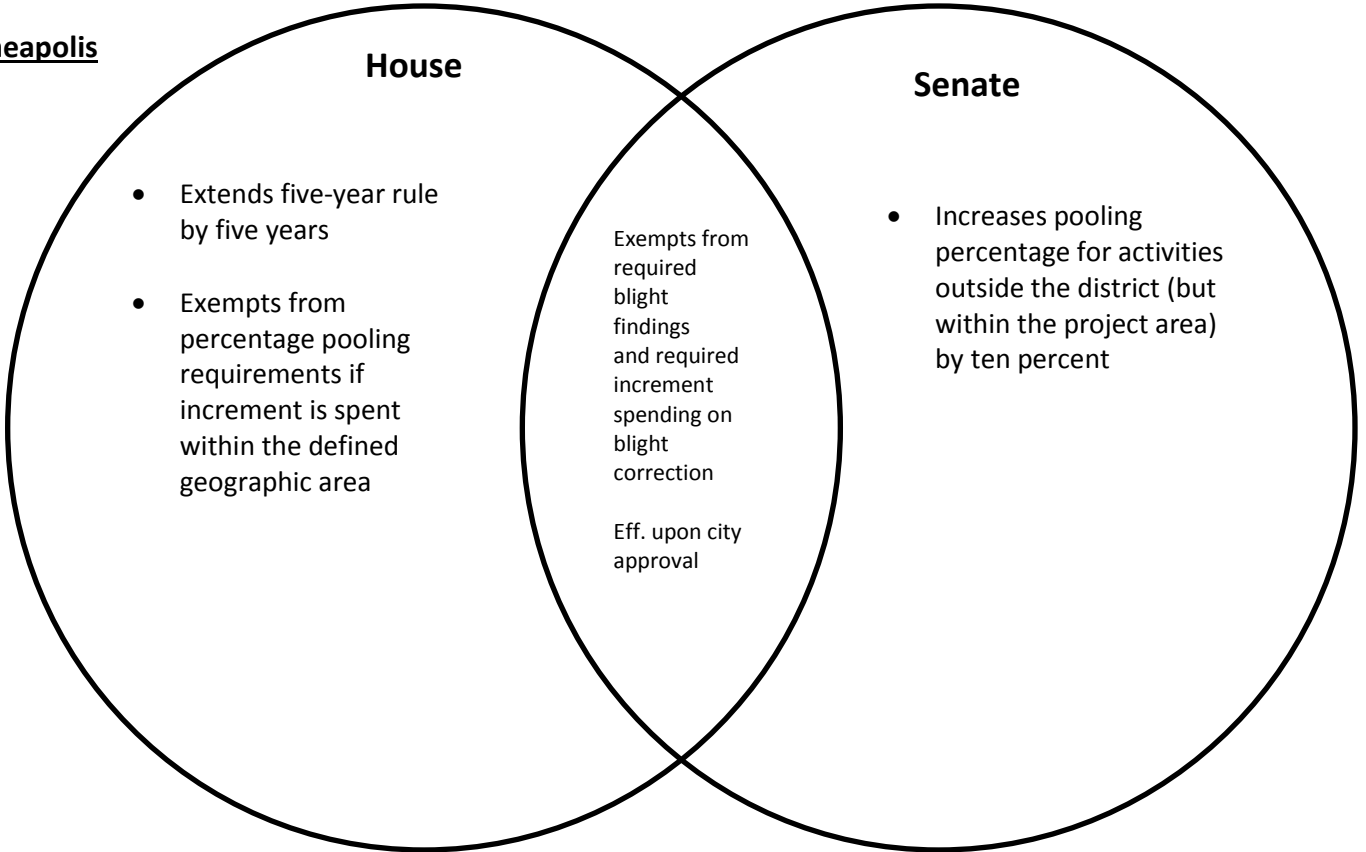 eapolis
House
Senate
• Extends five-year rule
by five years
• Exempts from
percentage pooling
requirements if
increment is spent
within the defined
geographic area
Exempts from
required
blight
findings
and required
increment
spending on
blight
correction
Eff. upon city
approval
• Increases pooling
percentage for activities
outside the district (but
within the project area)
by ten percent